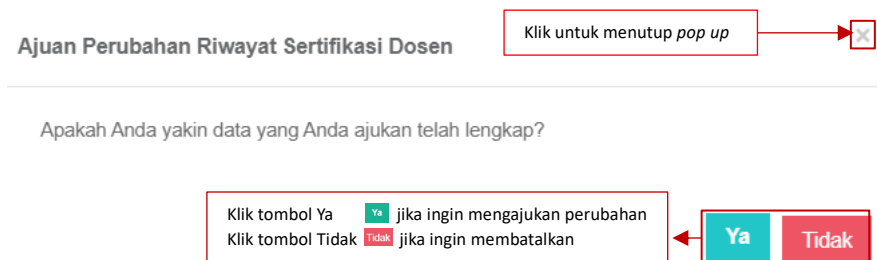 Klik untuk menutup pop up
Ajuan Perubahan Riwayat Sertifikasi Dosen
×
Apakah Anda yakin data yang Anda ajukan telah lengkap?
Klik tombol Ya Ya jika ingin mengajukan perubahan
Klik tombol Tidak Tidak jika ingin membatalkan
Ya Tidak